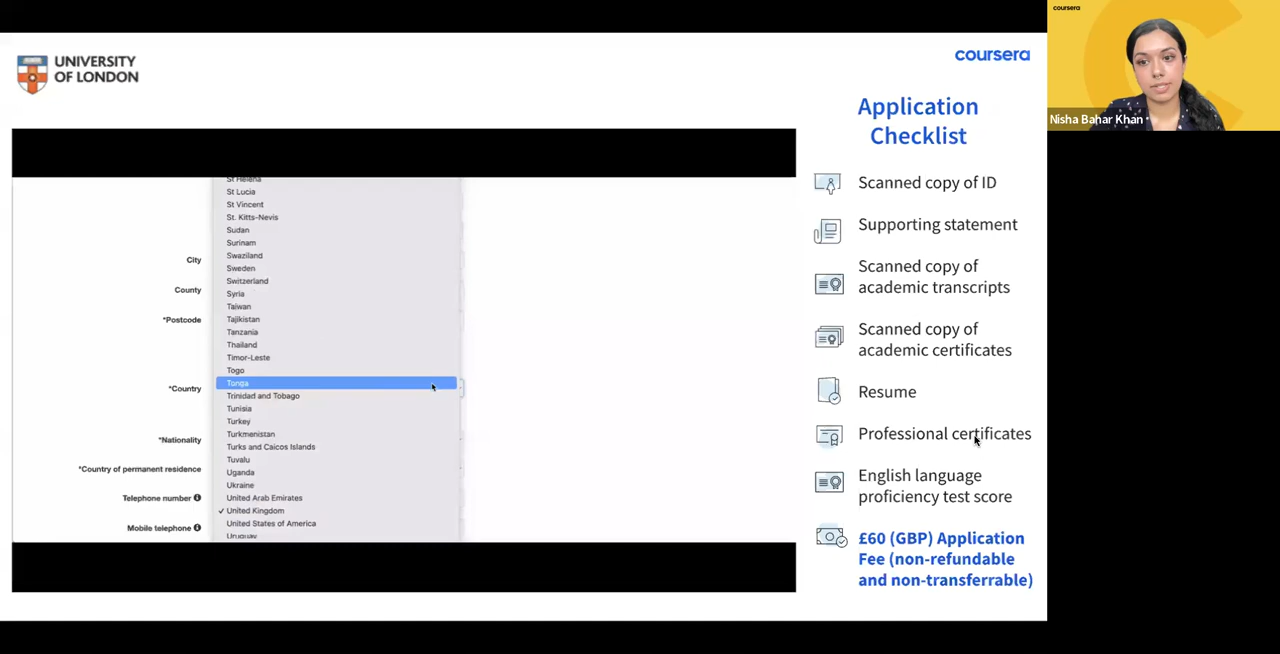 UNIVERSITY
OF LONDON
coursera
coursera
Nisha Bahar Khan
Application
Checklist
Scanned copy of ID
Supporting statement
Scanned copy of
academic transcripts
Scanned copy of
academic certificates
Resume
Professional certificates
English language
proficiency test score
£60 (GBP) Application
Fee (non-refundable
and non-transferrable)
City
County
*Postcode
*Country
*Nationality
*Country of permanent residence
Telephone number
Mobile telephone
St Helena
St Lucia
St Vincent
St. Kitts-Nevis
Sudan
Surinam
Swaziland
Sweden
Switzerland
Syria
Taiwan
Tajikistan
Tanzania
Thailand
Timor-Leste
Togo
Tonga
Trinidad and Tobago
Tunisia
Turkey
Turkmenistan
Turks and Caicos Islands
Tuvalu
Uganda
Ukraine
United Arab Emirates
✓ United Kingdom
United States of America
Uruguay